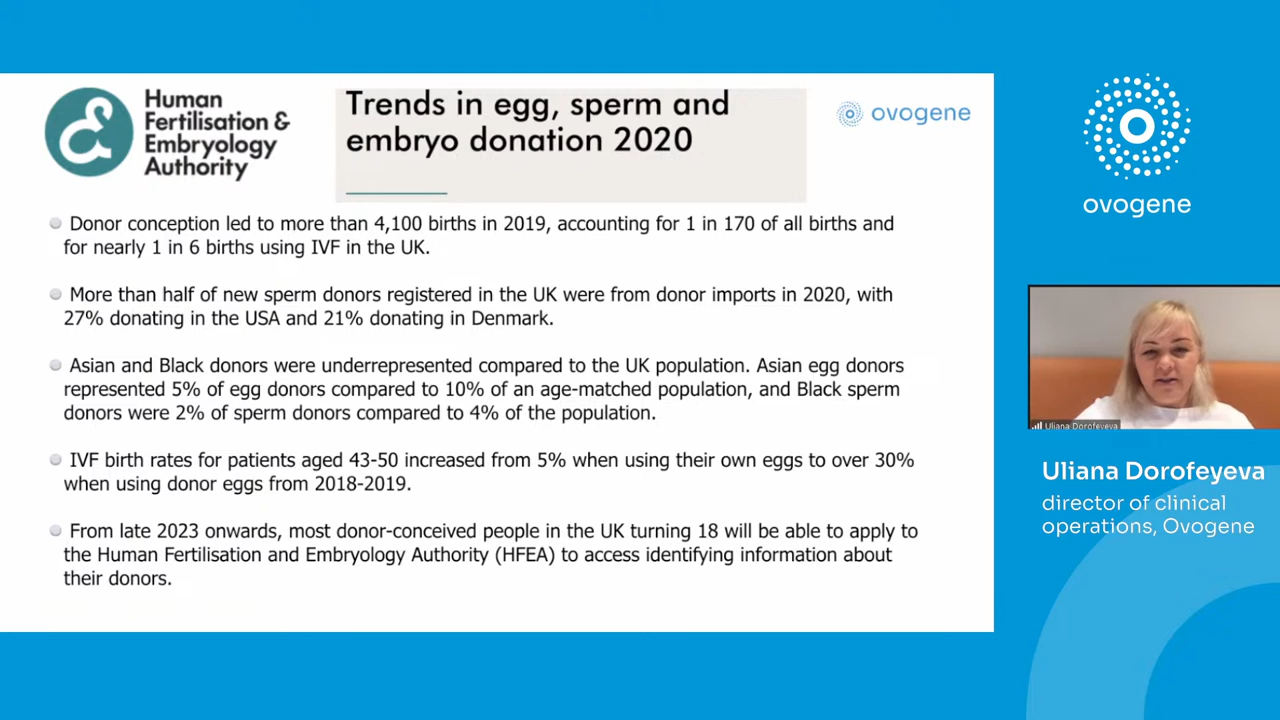 Human
Fertilisation &
Embryology
Authority
Trends in egg, sperm and
embryo donation 2020
ovogene
Donor conception led to more than 4,100 births in 2019, accounting for 1 in 170 of all births and
for nearly 1 in 6 births using IVF in the UK.
More than half of new sperm donors registered in the UK were from donor imports in 2020, with
27% donating in the USA and 21% donating in Denmark.
Asian and Black donors were underrepresented compared to the UK population. Asian egg donors
represented 5% of egg donors compared to 10% of an age-matched population, and Black sperm
donors were 2% of sperm donors compared to 4% of the population.
IVF birth rates for patients aged 43-50 increased from 5% when using their own eggs to over 30%
when using donor eggs from 2018-2019.
From late 2023 onwards, most donor-conceived people in the UK turning 18 will be able to apply to
the Human Fertilisation and Embryology Authority (HFEA) to access identifying information about
their donors.
ovogene
Uliana Dorofeyeva
Uliana Dorofeyeva
director of clinical
operations, Ovogene